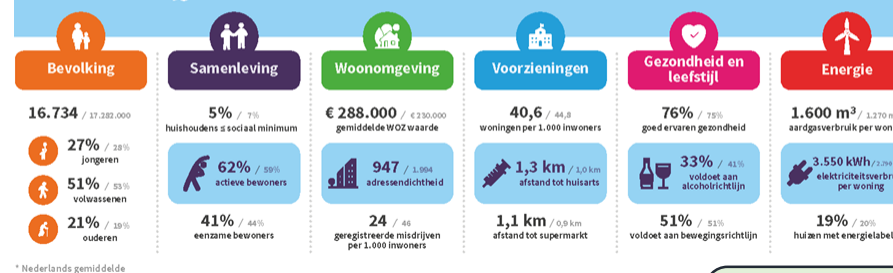 Bevolking
16.734 / 17.282.000
27% / 28%
jongeren
51% / 53%
volwassenen
21% / 19%
ouderen
Samenleving
5% / 7%
huishoudens ≤ sociaal minimum
62% / 59%
actieve bewoners
41% / 44%
eenzame bewoners
Woonomgeving
€ 288.000 / € 230.000
gemiddelde WOZ waarde
947 / 1.994
adressendichtheid
24 / 46
geregistreerde misdrijven
per 1.000 inwoners
Voorzieningen
40,6 / 44,8
woningen per 1.000 inwoners
1,3 km / 1,0 km
afstand tot huisarts
1,1 km / 0,9 km
afstand tot supermarkt
Gezondheid en
leefstijl
76% / 75%
goed ervaren gezondheid
33% / 41%
voldoet aan
alcoholrichtlijn
51% / 51%
voldoet aan bewegingsrichtlijn
Energie
1.600 m³ / 1.270
aardgasverbruik per
3.550 kWh /
per woning
19% / 20%
huizen met
* Nederlands gemiddelde